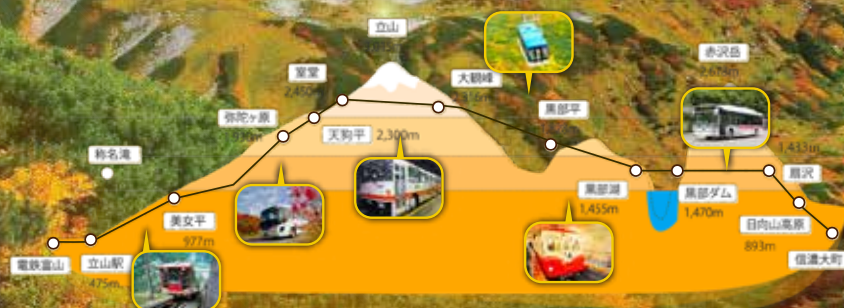 立山
室堂
2,450m
大観峰
赤沢岳
弥陀ヶ原
天狗平 2,300m
黒部平
称名滝
扇沢
美女平
977m
黒部湖
1,455m
黒部ダム
1,470m
日向山高原
893m
電鉄富山
立山駅
475m
信濃大町